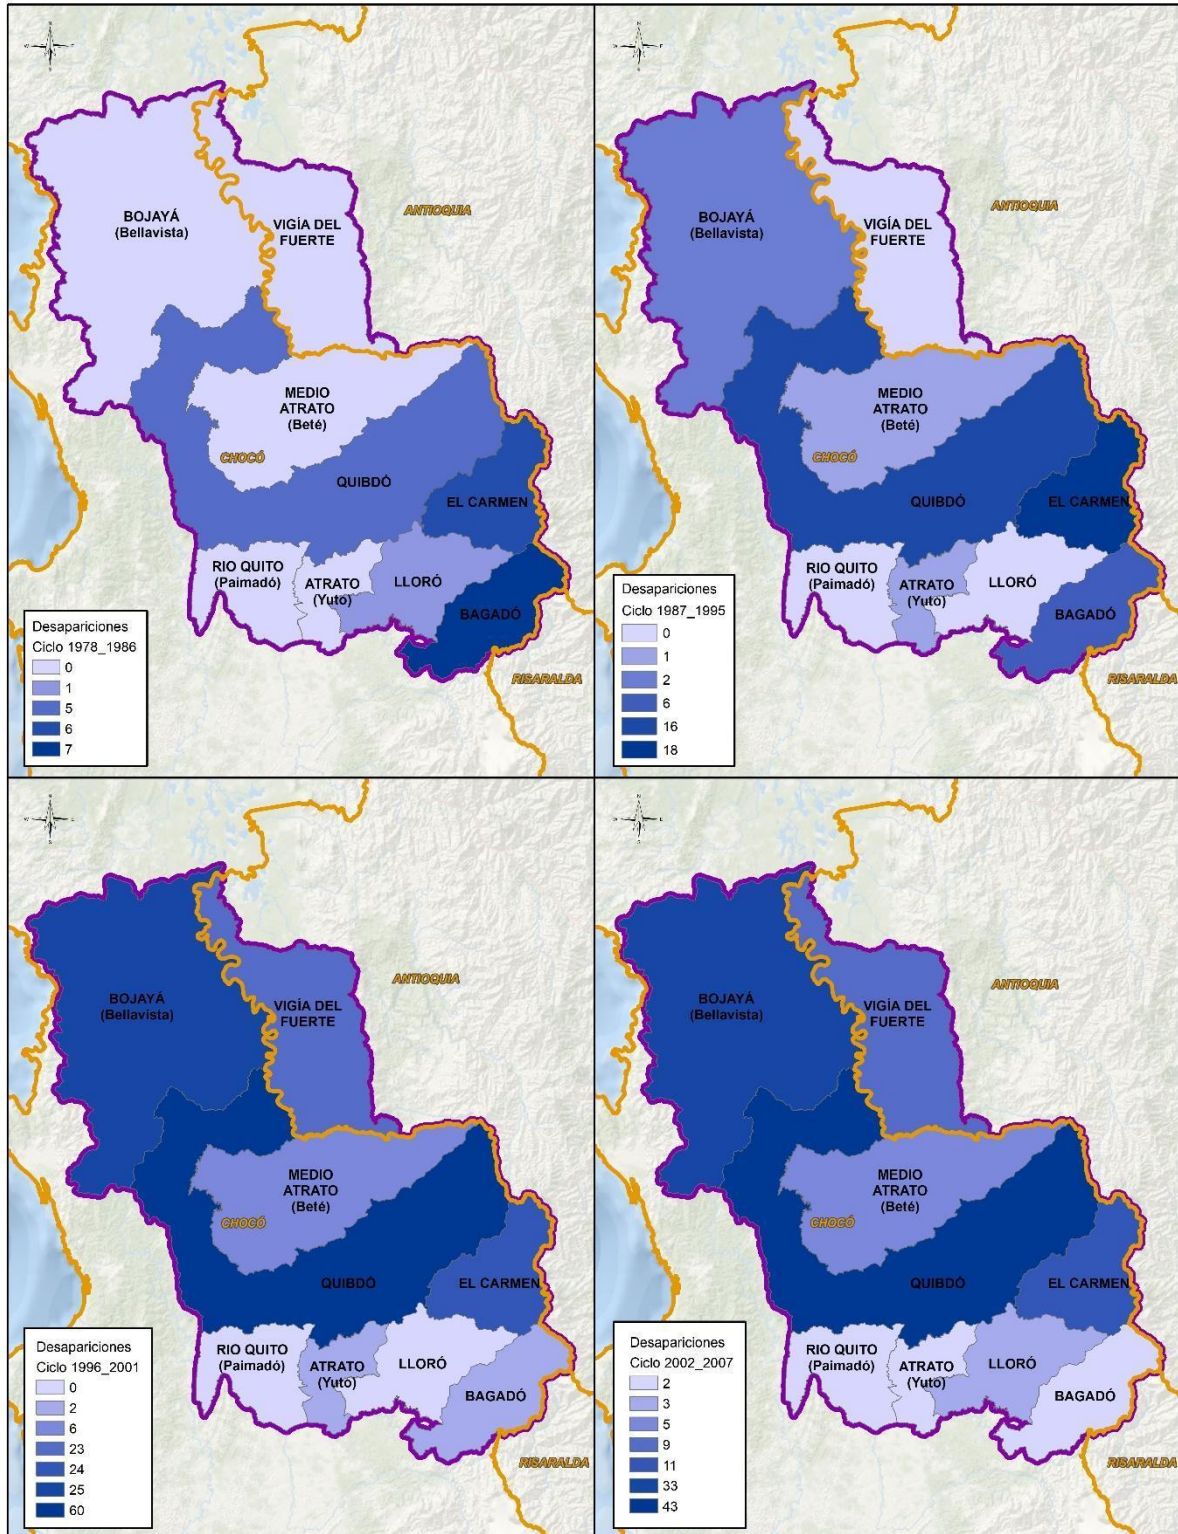 BOJAYÁ
(Bellavista)
VIGÍA DEL
FUERTE
ANTIOQUIA
MEDIO
ATRATO
(Beté)
CHOCÓ
QUIBDÓ
EL CARMEN
RIO QUITO
(Paimadó)
ATRATO
(Yuto)
LLORÓ
BAGADÓ
RISARALDA
Desapariciones
Ciclo 1978_1986
0
1
5
6
7
BOJAYÁ
(Bellavista)
VIGÍA DEL
FUERTE
ANTIOQUIA
MEDIO
ATRATO
(Beté)
CHOCÓ
QUIBDÓ
EL CARMEN
RIO QUITO
(Paimadó)
ATRATO
(Yuto)
LLORÓ
BAGADÓ
RISARALDA
Desapariciones
Ciclo 1987_1995
0
1
2
6
16
18
BOJAYÁ
(Bellavista)
VIGÍA DEL
FUERTE
ANTIOQUIA
MEDIO
ATRATO
(Beté)
CHOCÓ
QUIBDÓ
EL CARMEN
RIO QUITO
(Paimadó)
ATRATO
(Yuto)
LLORÓ
BAGADÓ
RISARALDA
Desapariciones
Ciclo 1996_2001
0
2
6
23
24
25
60
BOJAYÁ
(Bellavista)
VIGÍA DEL
FUERTE
ANTIOQUIA
MEDIO
ATRATO
(Beté)
CHOCÓ
QUIBDÓ
EL CARMEN
RIO QUITO
(Paimadó)
ATRATO
(Yuto)
LLORÓ
BAGADÓ
RISARALDA
Desapariciones
Ciclo 2002_2007
2
3
5
9
11
33
43